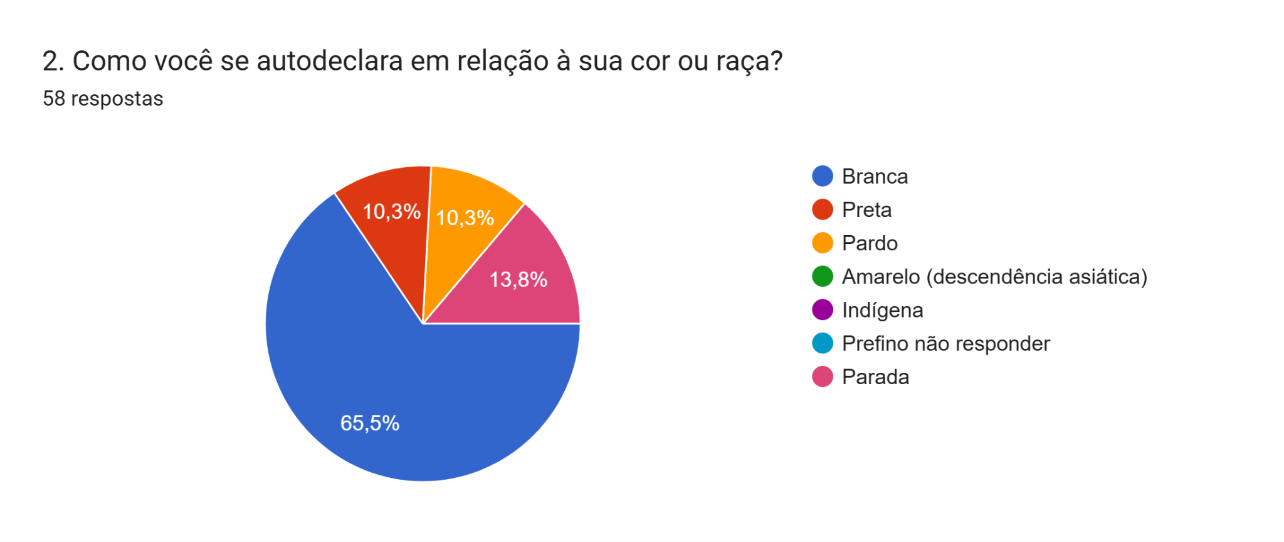 2. Como você se autodeclara em relação à sua cor ou raça?
58 respostas
10,3%
10,3%
13,8%
65,5%
Branca
Preta
Pardo
Amarelo (descendência asiática)
Indígena
Prefino não responder
Parada